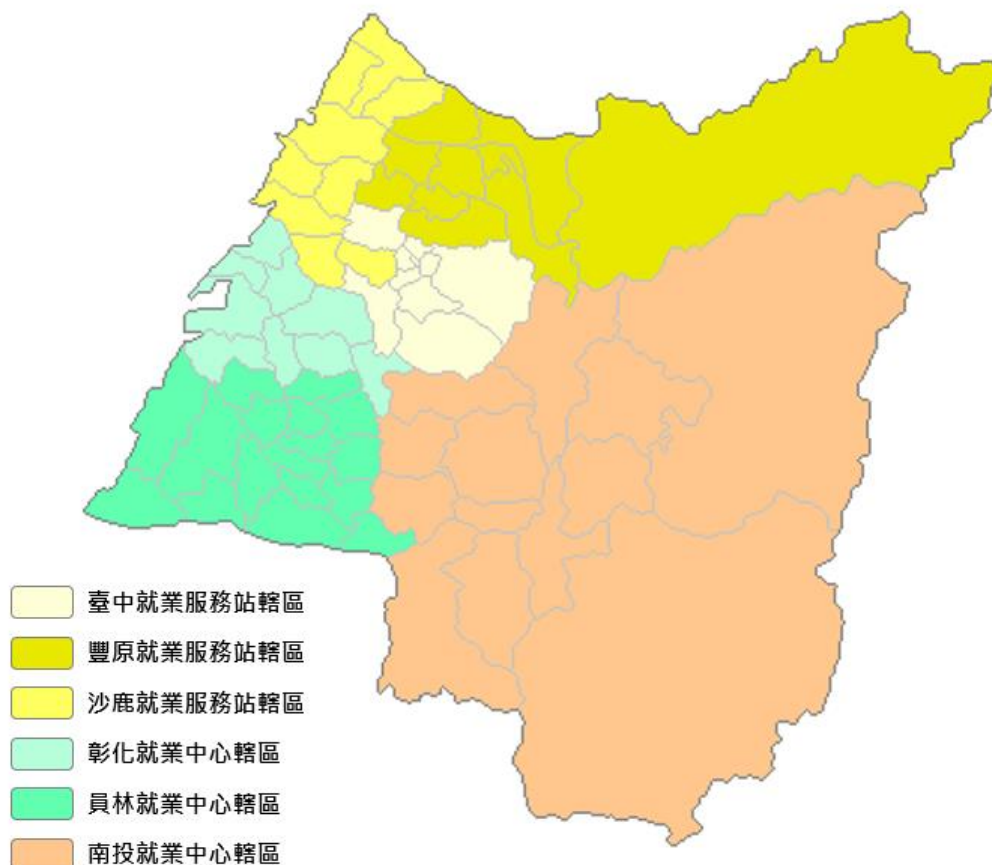 臺中就業服務站轄區
豐原就業服務站轄區
沙鹿就業服務站轄區
彰化就業中心轄區
員林就業中心轄區
南投就業中心轄區